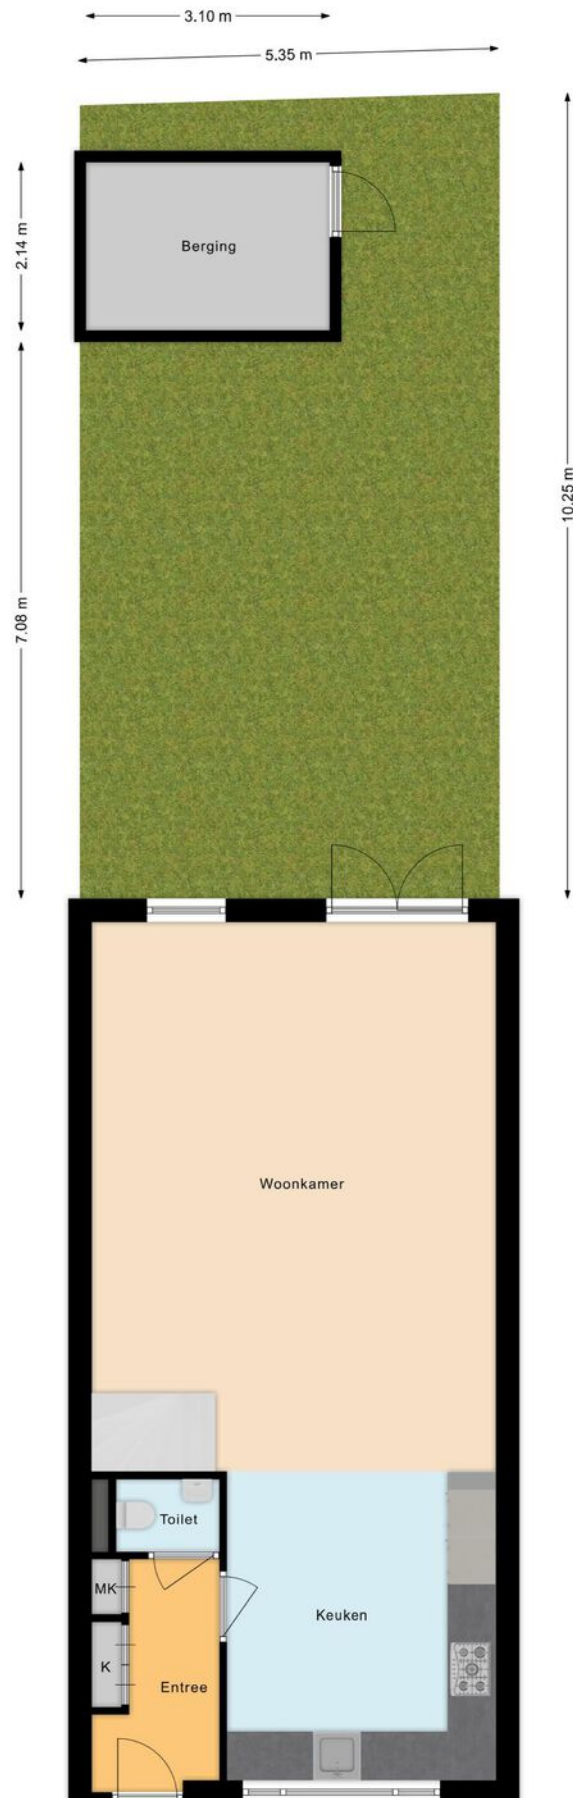 3.10 m
5.35 m
2.14 m
Berging
10.25 m
7.08 m
Woonkamer
Toilet
MK
Keuken
K
Entree